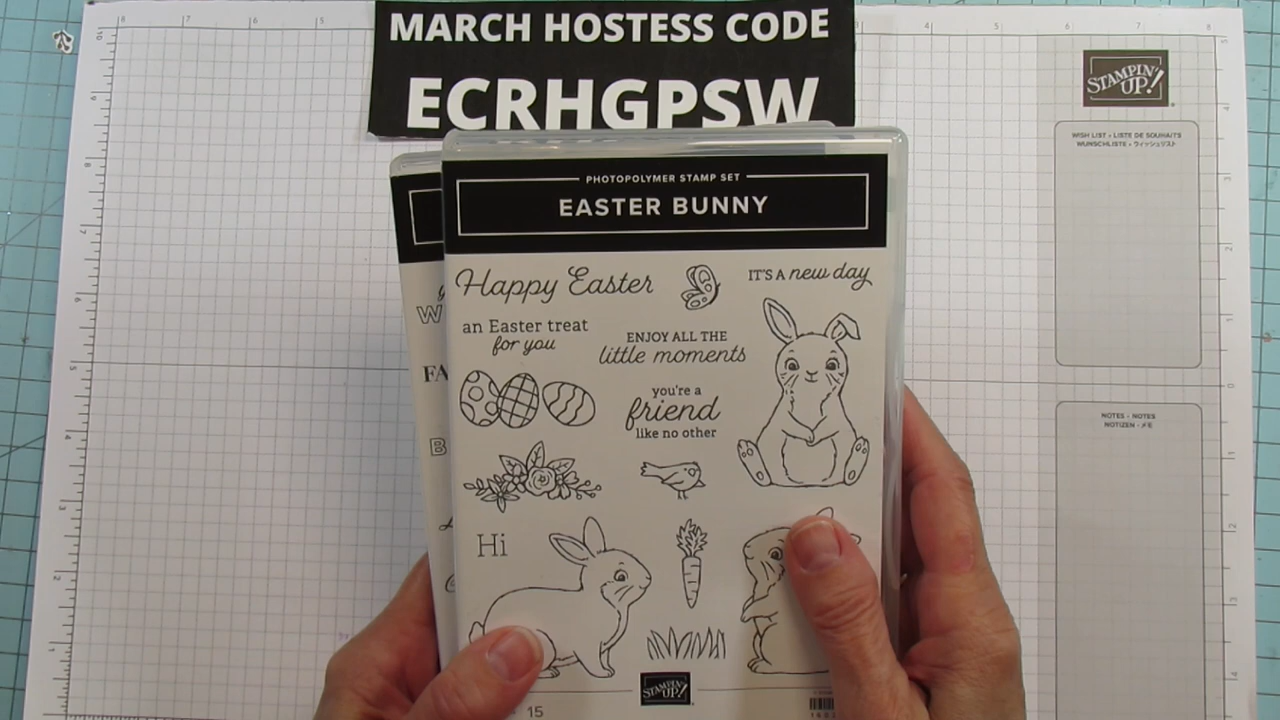 MARCH HOSTESS CODE
ECRHGPSW
STAMPIN' UP!
WISH LIST • LISTE DE SOUHAITS
WUNSCHLISTE • ウィッシュリスト
NOTES • NOTES
NOTIZEN • メモ
PHOTOPOLYMER STAMP SET
EASTER BUNNY
Happy Easter
IT'S A new day
an Easter treat
for you
ENJOY ALL THE
little moments
you're a
friend
like no other
Hi
STAMPIN' UP!
15